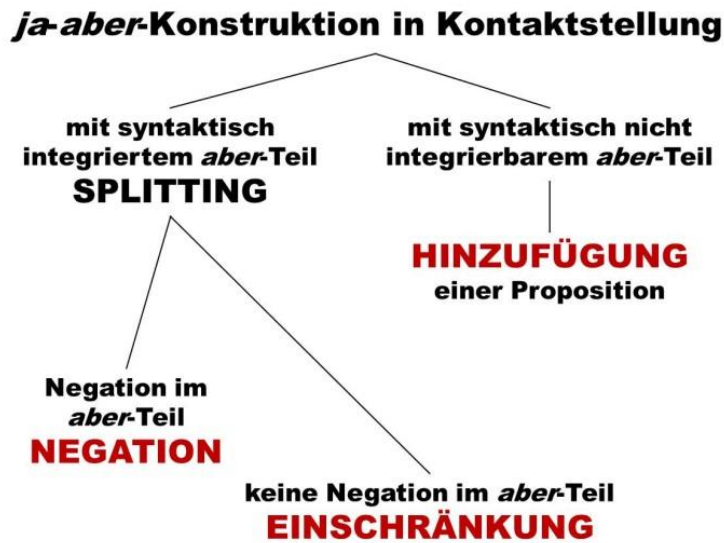 ja-aber-Konstruktion in Kontaktstellung
mit syntaktisch
integriertem aber-Teil
SPLITTING
mit syntaktisch nicht
integrierbarem aber-Teil
HINZUFÜGUNG
einer Proposition
Negation im
aber-Teil
NEGATION
keine Negation im aber-Teil
EINSCHRÄNKUNG